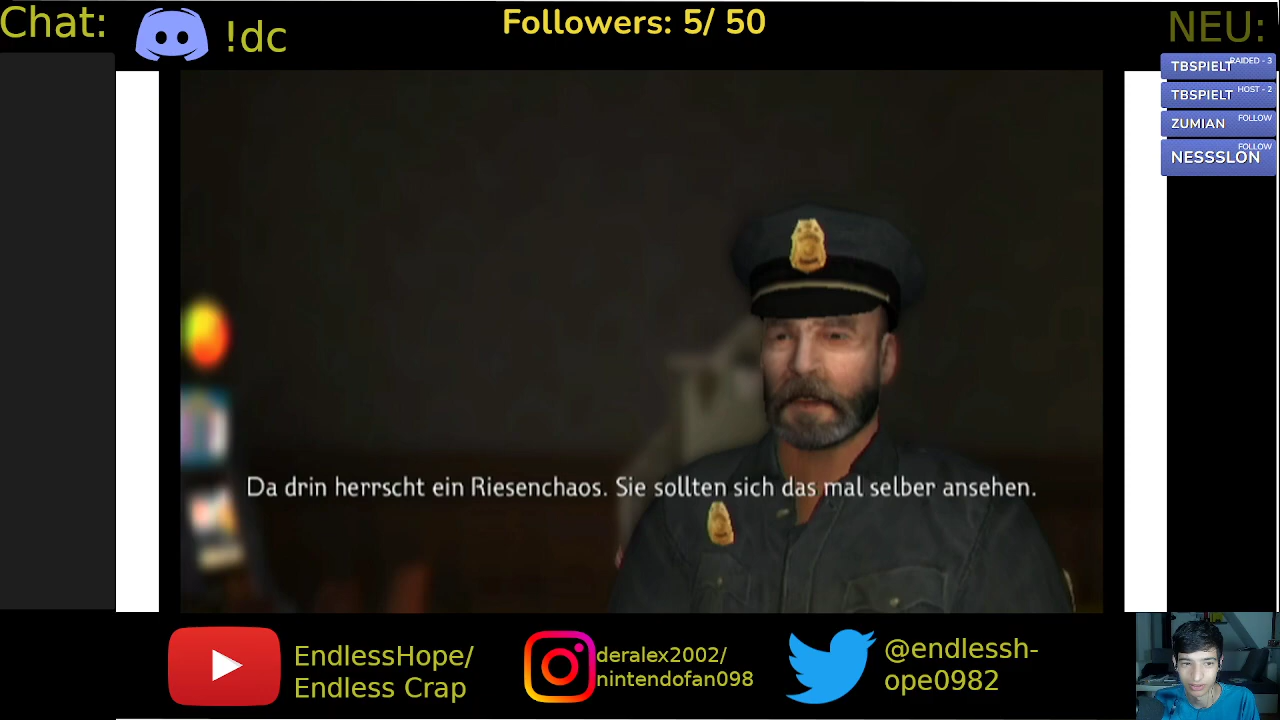 Chat:
!dc
Followers: 5/ 50
NEU:
TBSPIELT RAIDED - 3
TBSPIELT HOST - 2
ZUMIAN FOLLOW
NESSSLON FOLLOW
Da drin herrscht ein Riesenchaos. Sie sollten sich das mal selber ansehen.
EndlessHope/
Endless Crap
deralex2002/
nintendofan098
@endlessh-
ope0982